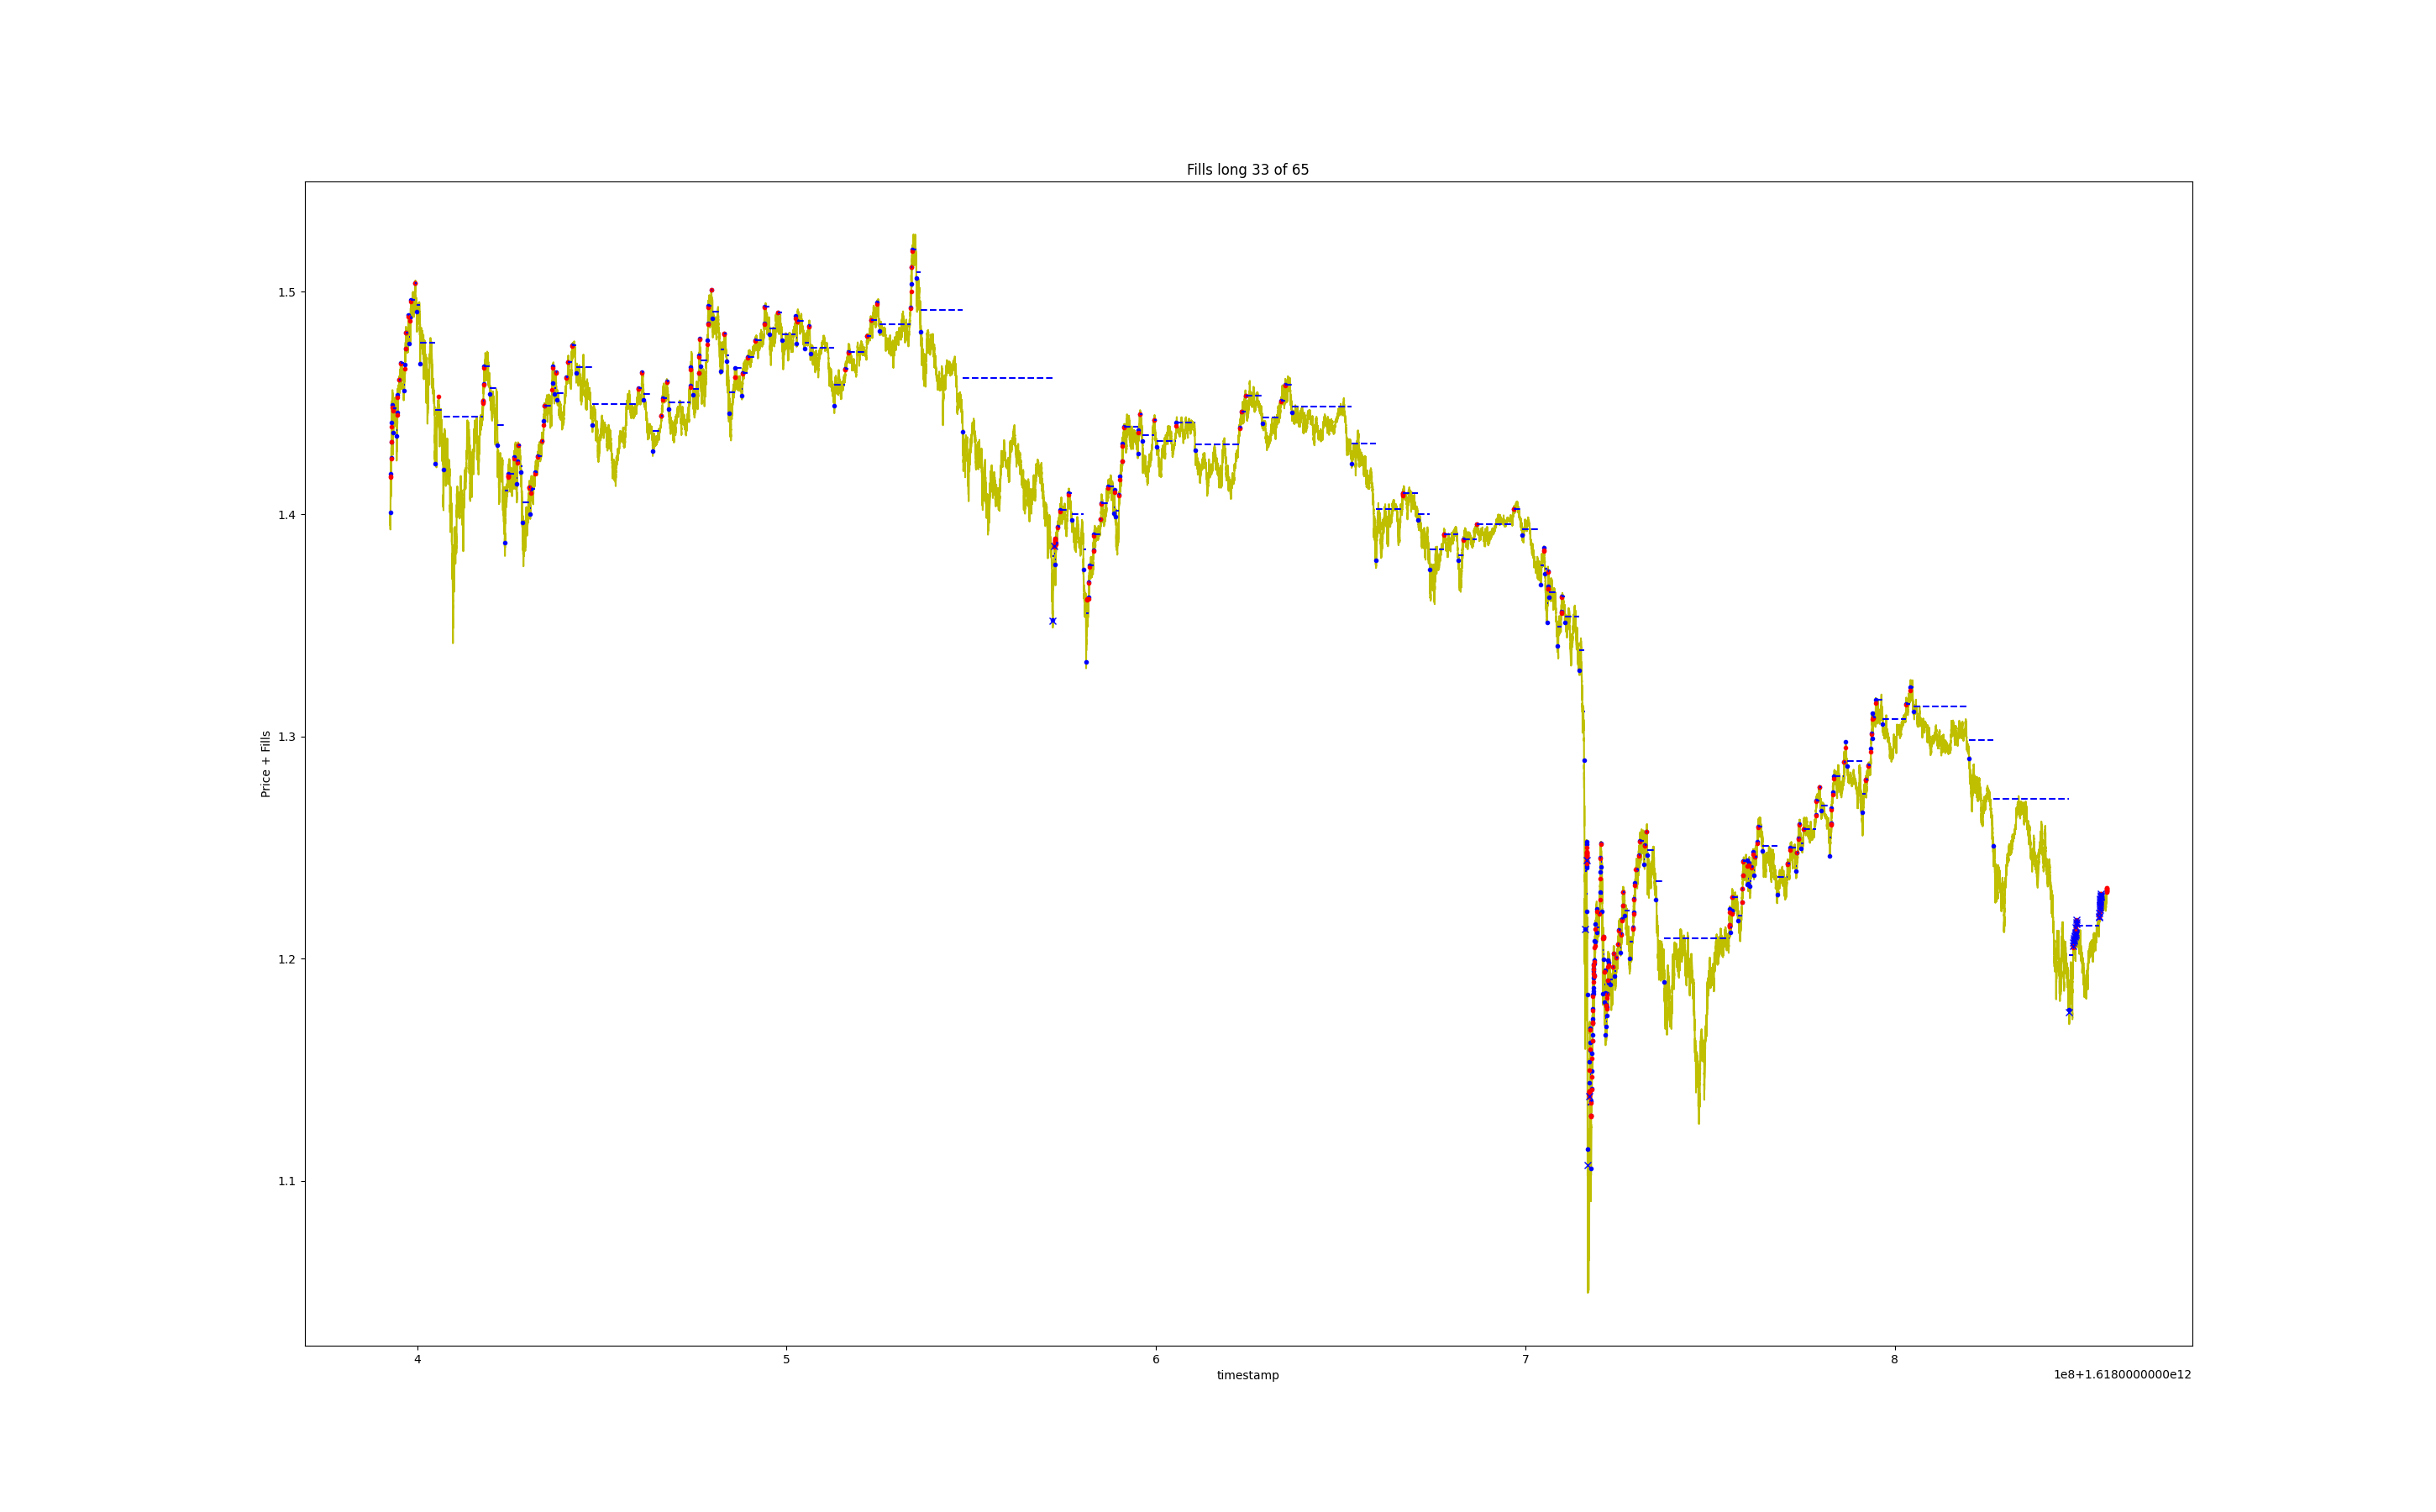 Fills long 33 of 65
1.5
1.4
1.3
1.2
1.1
Price + Fills
4 5 6 7 8
timestamp
1e8+1.6180000000e12